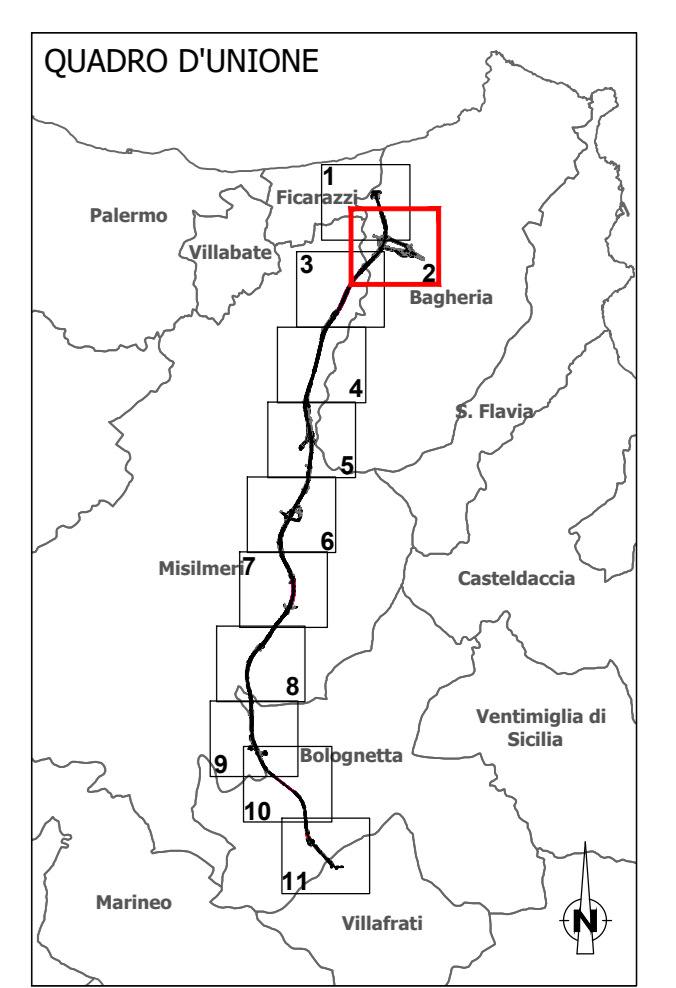 QUADRO D'UNIONE
1
Ficarazzi
Palermo
Villabate
3
2
Bagheria
4
S. Flavia
5
6
Misilmeri
7
Casteldaccia
8
Ventimiglia di
Sicilia
Bolognetta
9
10
11
Marineo
Villafrati
N